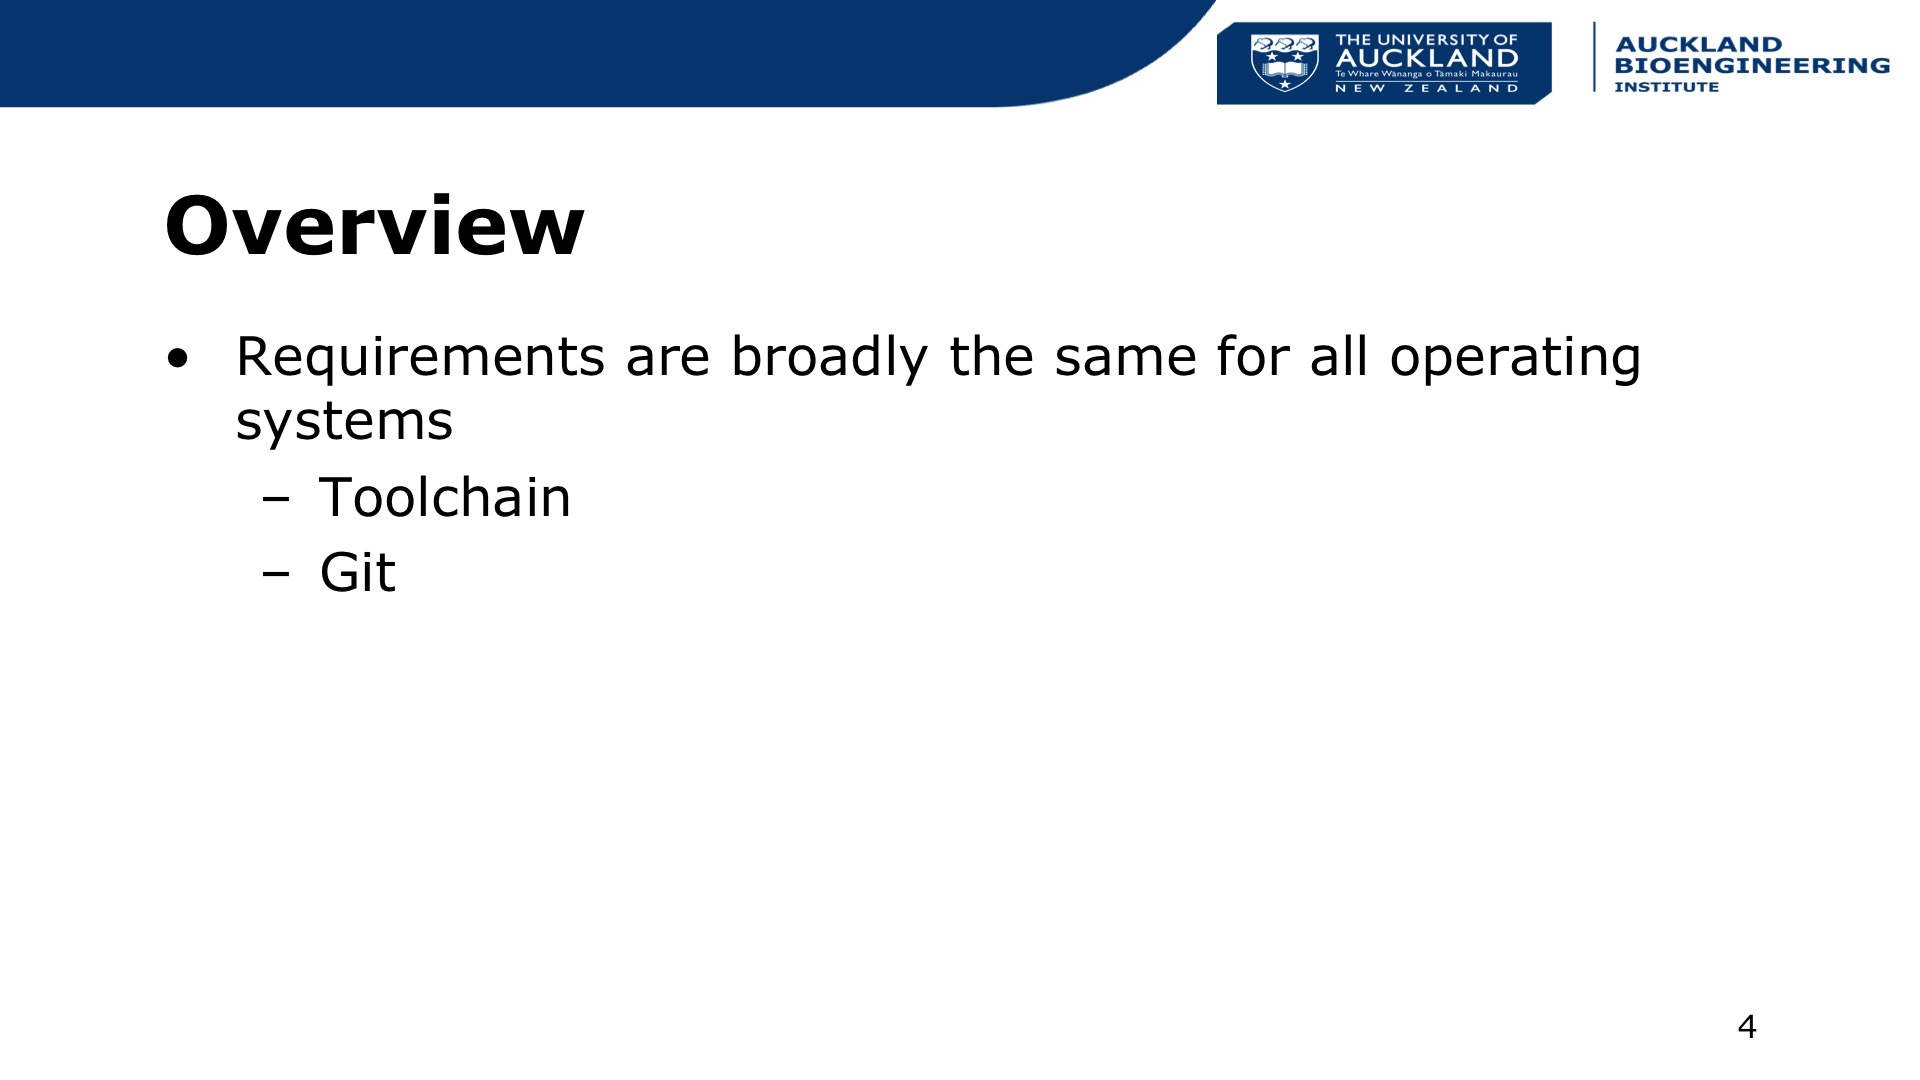 THE UNIVERSITY OF
AUCKLAND
Te Whare Wānanga o Tāmaki Makaurau
NEW ZEALAND
AUCKLAND
BIOENGINEERING
INSTITUTE
Overview
• Requirements are broadly the same for all operating
systems
– Toolchain
– Git
4